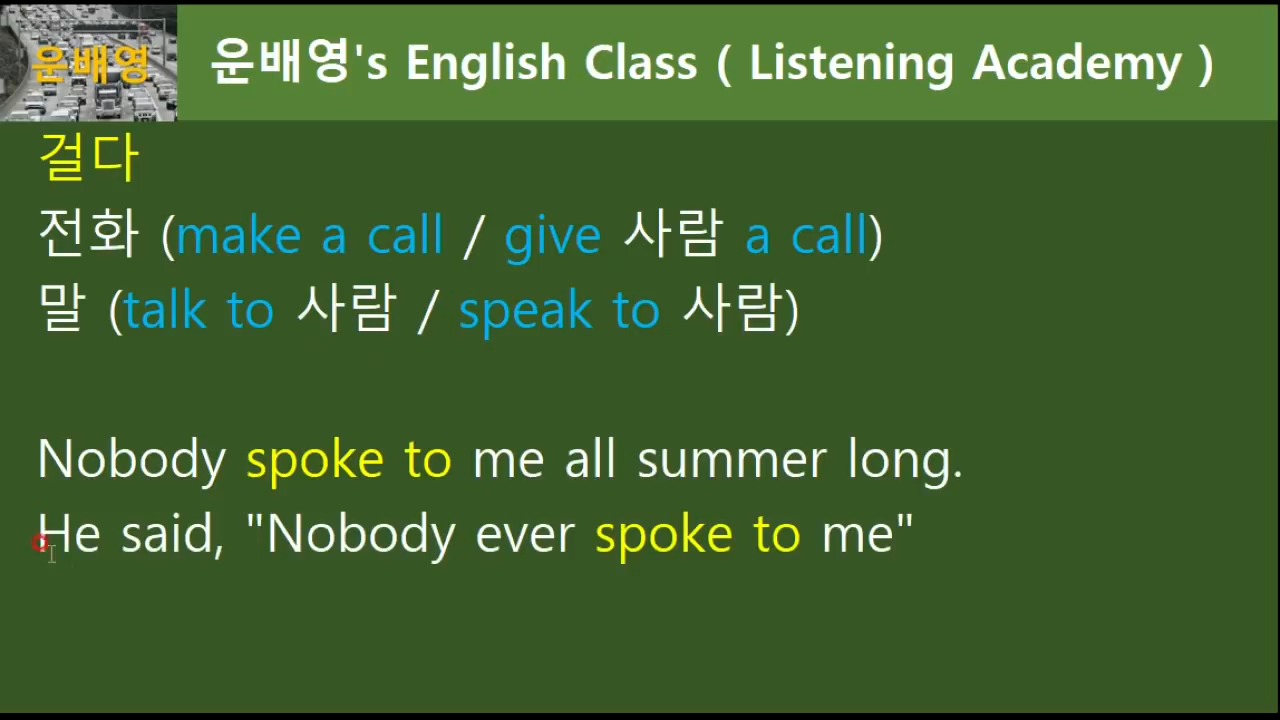 운배영
운배영's English Class ( Listening Academy )
걸다
전화 (make a call / give 사람 a call)
말 (talk to 사람 / speak to 사람)
Nobody spoke to me all summer long.
He said, "Nobody ever spoke to me"